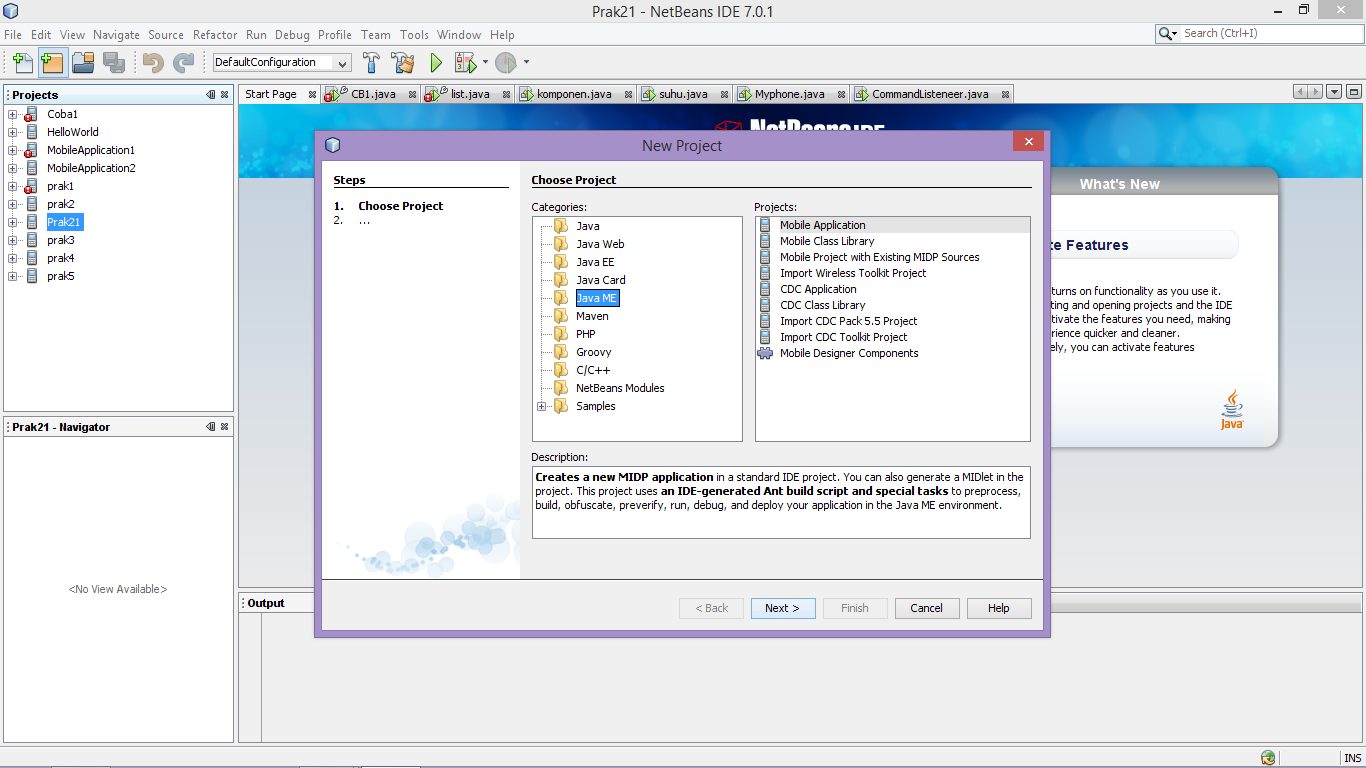 Prak21 - NetBeans IDE 7.0.1
File Edit View Navigate Source Refactor Run Debug Profile Team Tools Window Help
Search (Ctrl+I)
DefaultConfiguration
Projects
Coba1
HelloWorld
MobileApplication1
MobileApplication2
prak1
prak2
Prak21
prak3
prak4
prak5
Prak21 - Navigator
<No View Available>
Start Page
CB1.java
list.java
komponen.java
suhu.java
Myphone.java
CommandListeneer.java
NetBeans IDE
What's New
te Features
turns on functionality as you use it.
ting and opening projects and the IDE
tivate the features you need, making
rience quicker and cleaner.
ely, you can activate features
Java
New Project
Steps
1. Choose Project
2. ...
Choose Project
Categories:
Java
Java Web
Java EE
Java Card
Java ME
Maven
PHP
Groovy
C/C++
NetBeans Modules
Samples
Projects:
Mobile Application
Mobile Class Library
Mobile Project with Existing MIDP Sources
Import Wireless Toolkit Project
CDC Application
CDC Class Library
Import CDC Pack 5.5 Project
Import CDC Toolkit Project
Mobile Designer Components
Description:
Creates a new MIDP application in a standard IDE project. You can also generate a MIDlet in the
project. This project uses an IDE-generated Ant build script and special tasks to preprocess,
build, obfuscate, preverify, run, debug, and deploy your application in the Java ME environment.
< Back
Next >
Finish
Cancel
Help
Output
INS